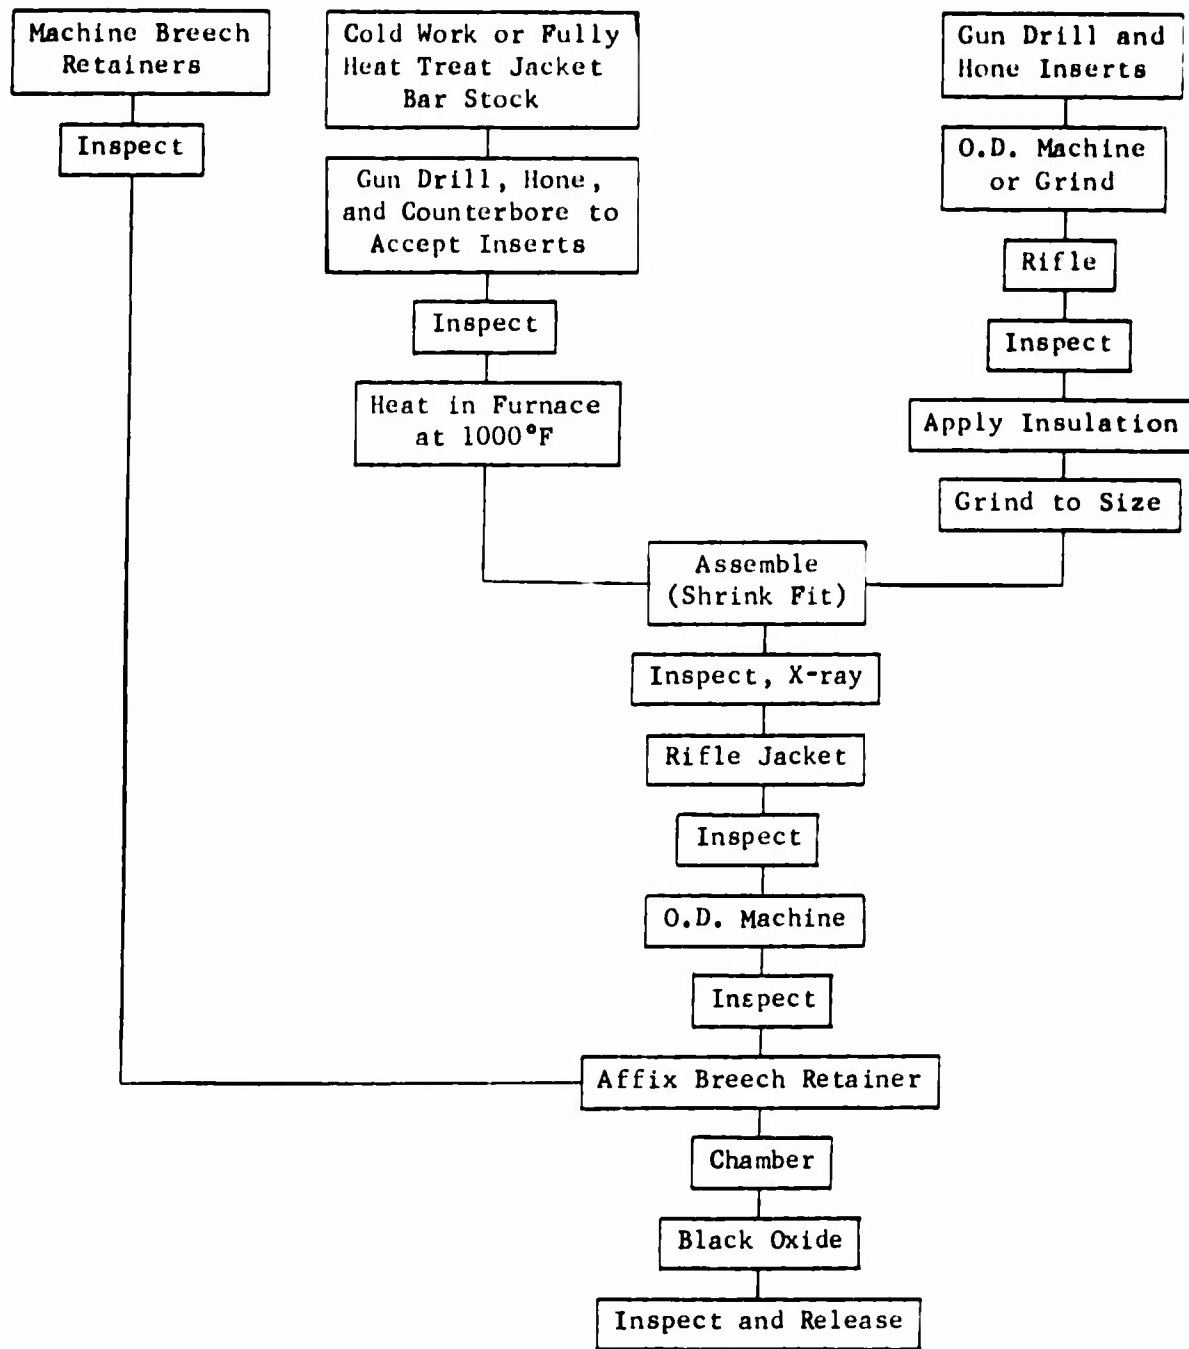 Machine Breech
Retainers
Inspect
Cold Work or Fully
Heat Treat Jacket
Bar Stock
Gun Drill, Hone,
and Counterbore to
Accept Inserts
Inspect
Heat in Furnace
at 1000°F
Gun Drill and
Hone Inserts
O.D. Machine
or Grind
Rifle
Inspect
Apply Insulation
Grind to Size
Assemble
(Shrink Fit)
Inspect, X-ray
Rifle Jacket
Inspect
O.D. Machine
Inspect
Affix Breech Retainer
Chamber
Black Oxide
Inspect and Release